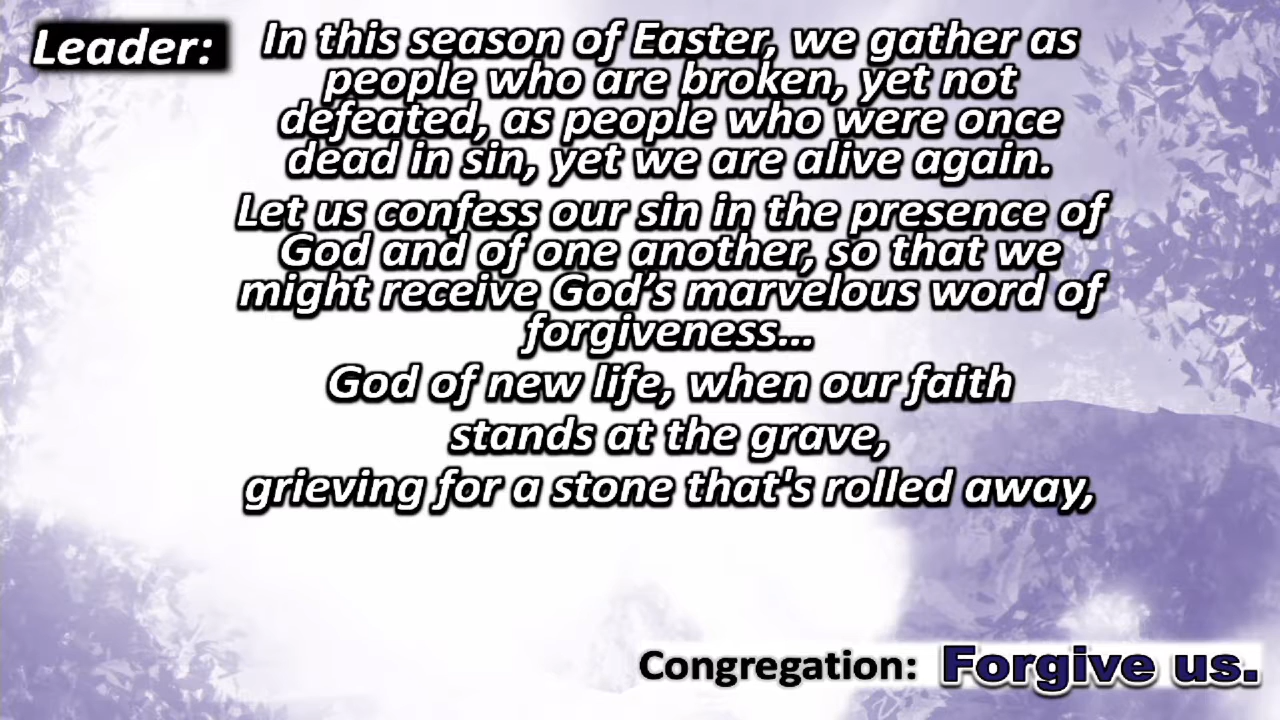 Leader:
In this season of Easter, we gather as
people who are broken, yet not
defeated, as people who were once
dead in sin, yet we are alive again.
Let us confess our sin in the presence of
God and of one another, so that we
might receive God’s marvelous word of
forgiveness...
God of new life, when our faith
stands at the grave,
grieving for a stone that's rolled away,
Congregation: Forgive us.